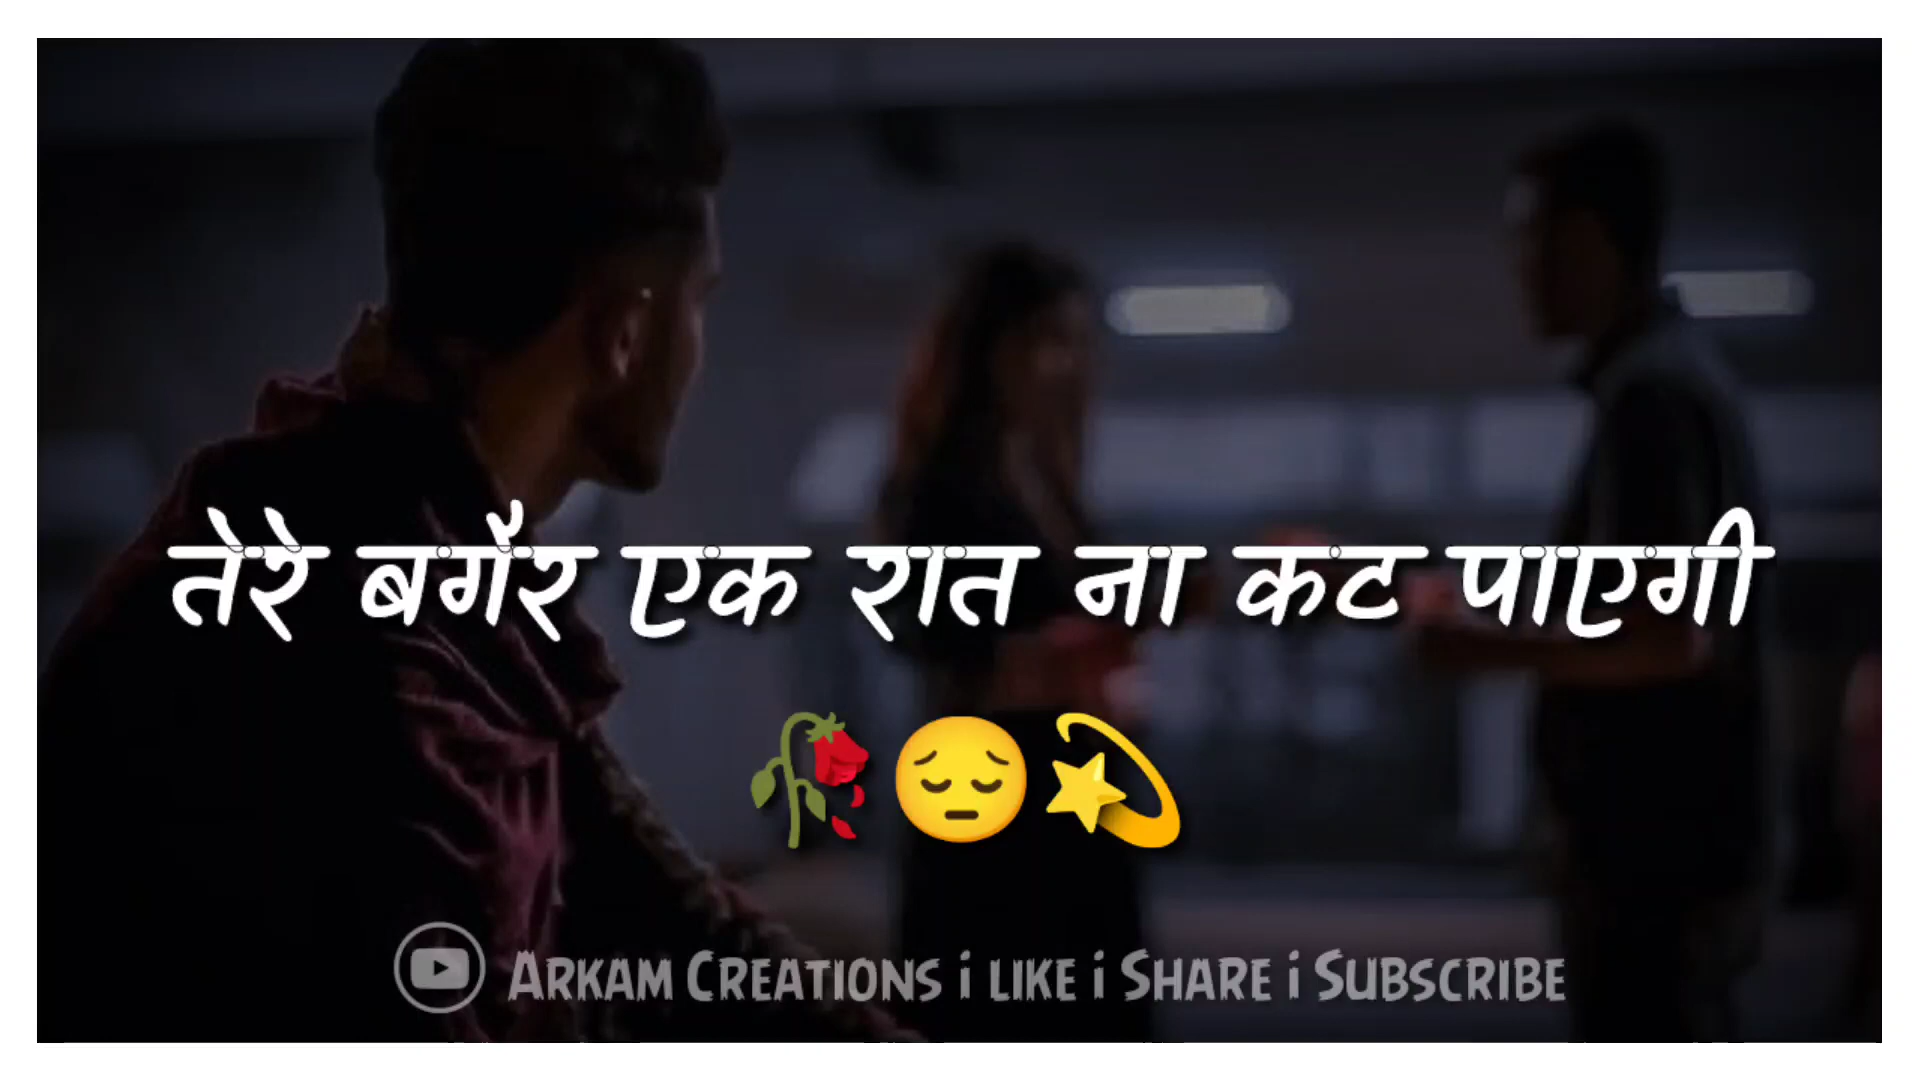 तेरे बगैर एक रात ना कट पाएगी
🥀😔💫
ARKAM CREATIONS i LIKE i SHARE i SUBSCRIBE